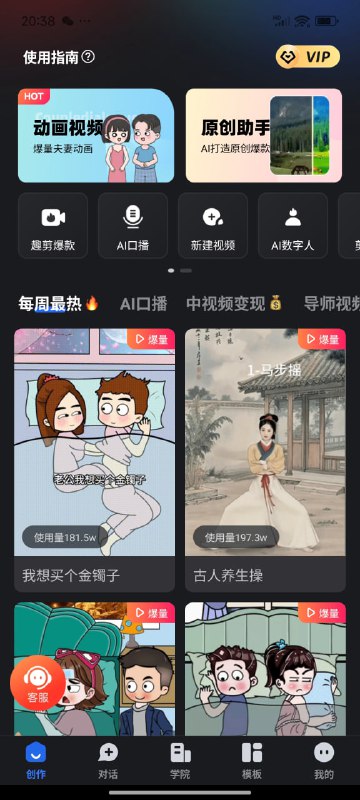 20:38
使用指南
VIP
HOT
动画视频
爆量夫妻动画
原创助手
AI打造原创爆款
趣剪爆款
AI口播
新建视频
AI数字人
每周最热
AI口播
中视频变现
导师视频
爆量
爆量
1-马步摇
老公我想买个金镯子
使用量181.5w
使用量197.3w
我想买个金镯子
古人养生操
爆量
爆量
客服
创作
对话
学院
模板
我的